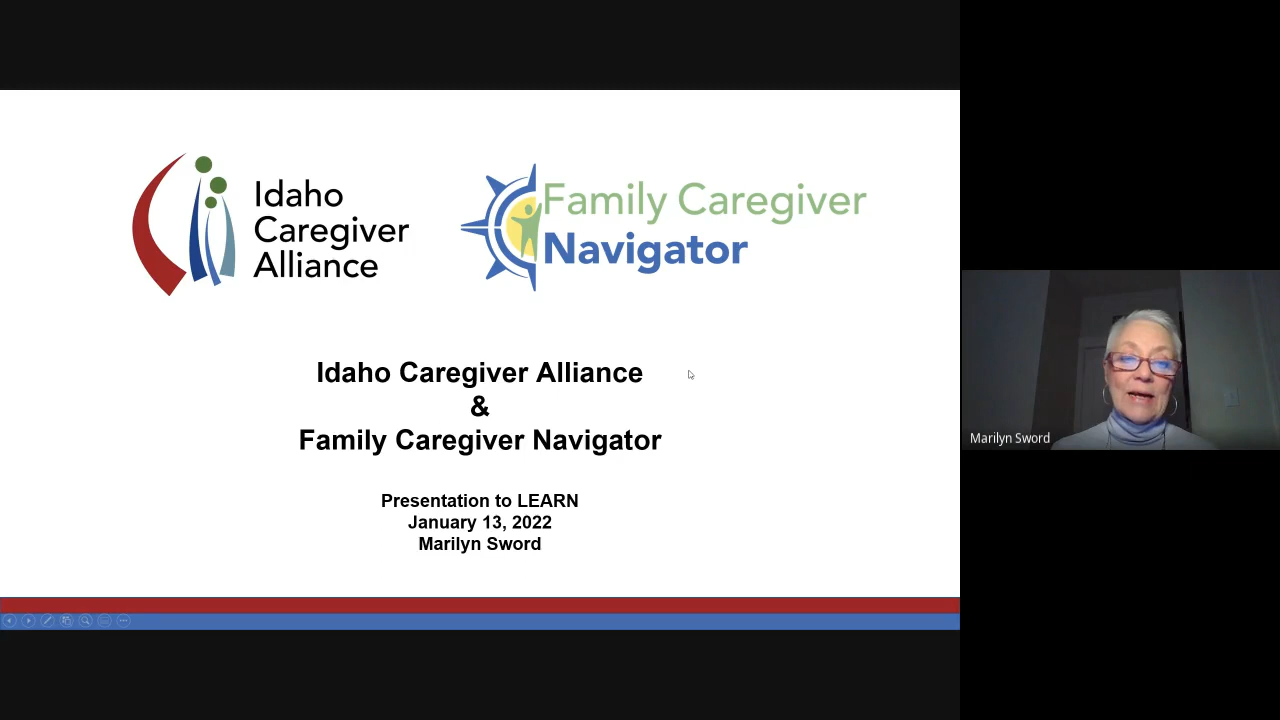 Idaho
Caregiver
Alliance
Family Caregiver
Navigator
Idaho Caregiver Alliance
&
Family Caregiver Navigator
Presentation to LEARN
January 13, 2022
Marilyn Sword
Marilyn Sword